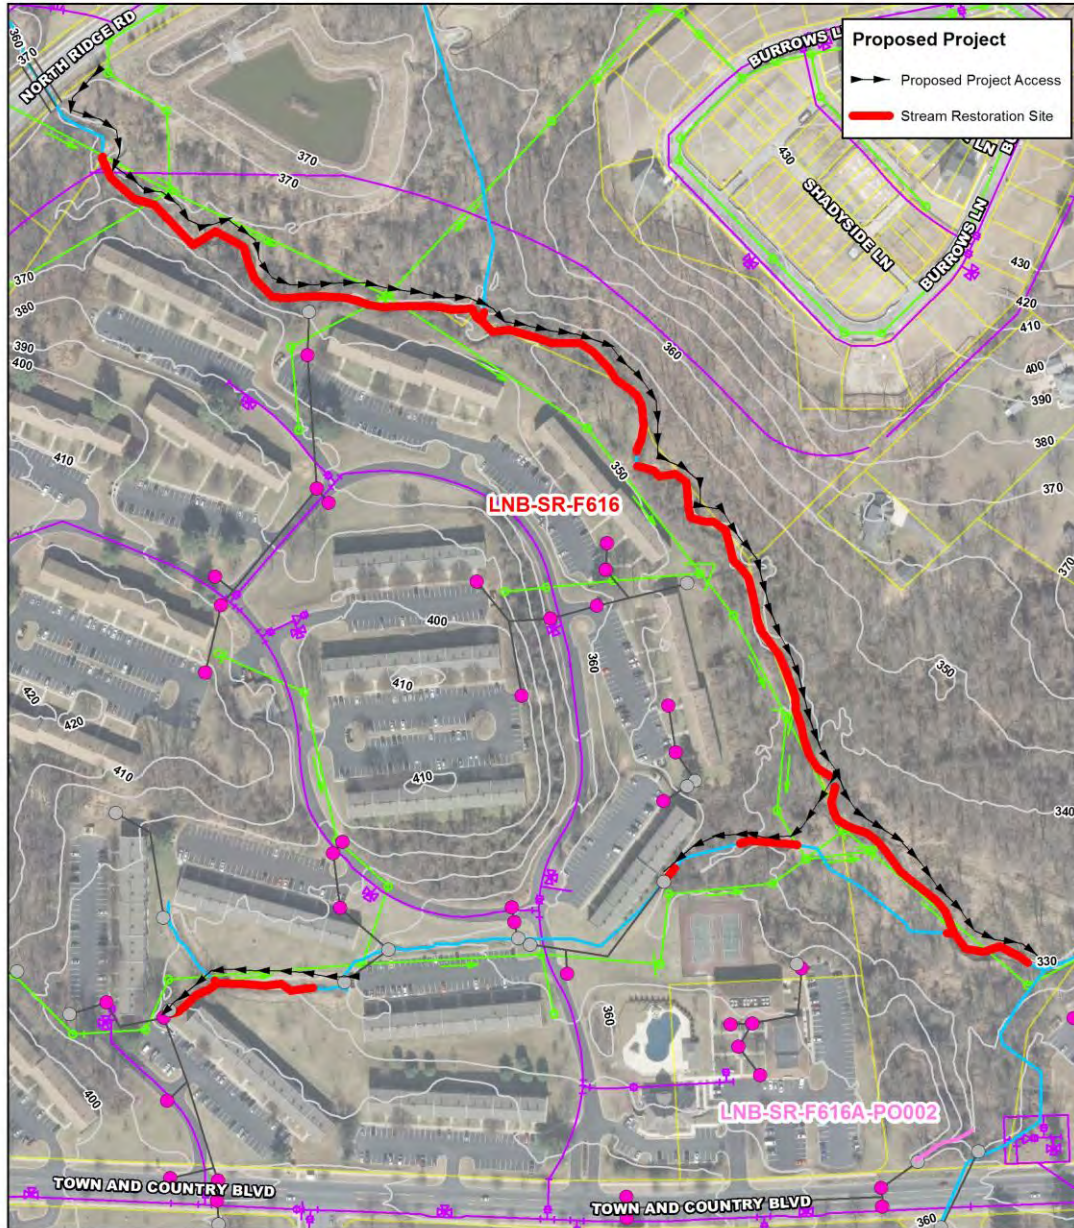 Proposed Project
Proposed Project Access
Stream Restoration Site
NORTH RIDGE RD
360
370
BURROWS LN
LN
430
SHADYSIDE LN
BURROWS LN
370
370
430
420
410
400
390
380
370
370
360
370
380
390
400
410
350
LNB-SR-F616
400
410
360
420
420
410
410
350
340
330
360
400
LNB-SR-F616A-PO002
TOWN AND COUNTRY BLVD
TOWN AND COUNTRY BLVD
360